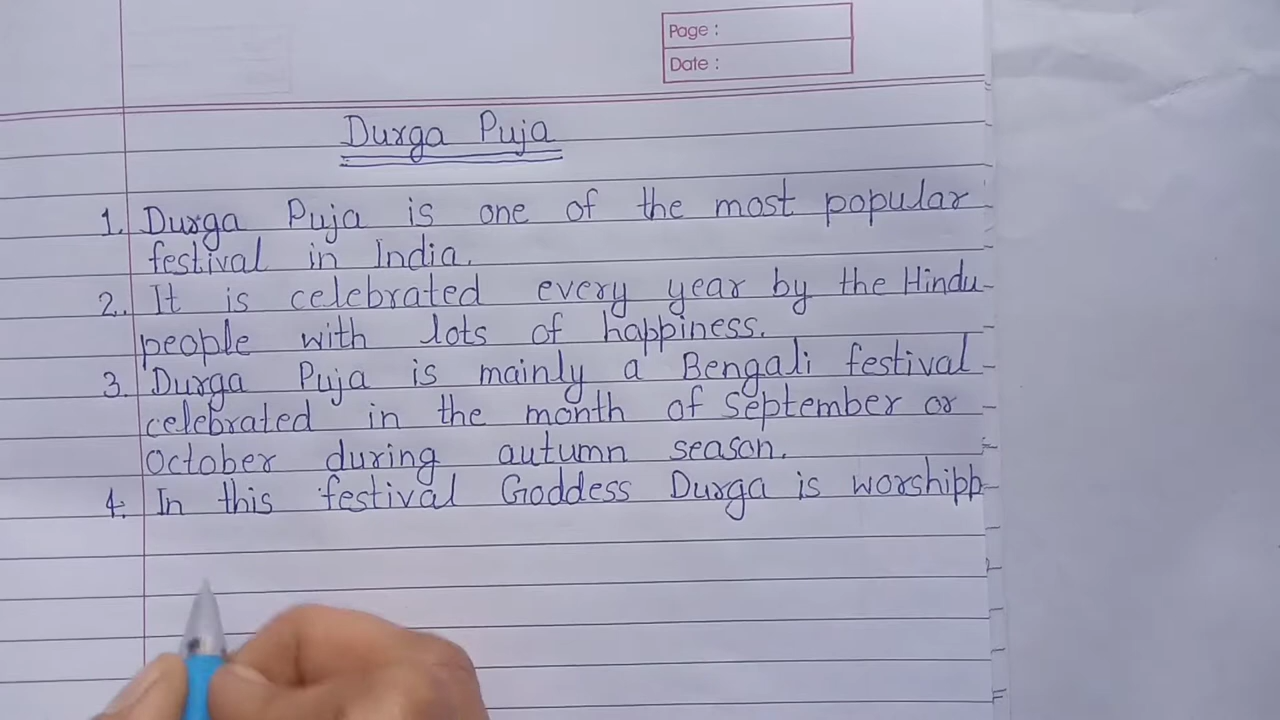 Page :
Date :
Durga Puja
1. Durga Puja is one of the most popular
festival in India.
2. It is celebrated every year by the Hindu
people with lots of happiness.
3. Durga Puja is mainly a Bengali festival
celebrated in the month of September or
October during autumn season.
4. In this festival Goddess Durga is worshipp